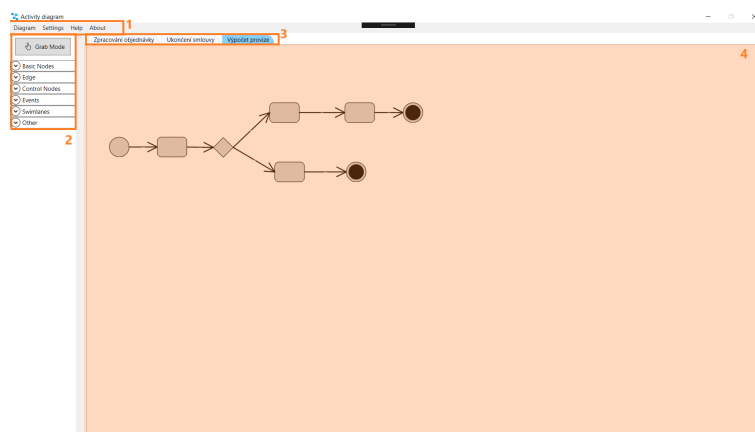 Activity diagram
Diagram Settings Help About
1
Grab Mode
Basic Nodes
Edge
Control Nodes
Events
Swimlanes
Other
2
Zpracování objednávky Ukončení smlouvy Výpočet provize
3
4